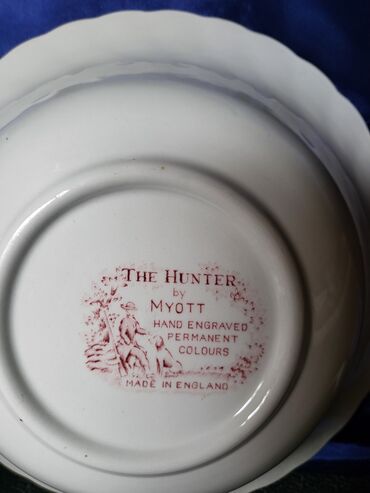 THE HUNTER
by
MYOTT
HAND ENGRAVED
PERMANENT
COLOURS
MADE IN ENGLAND